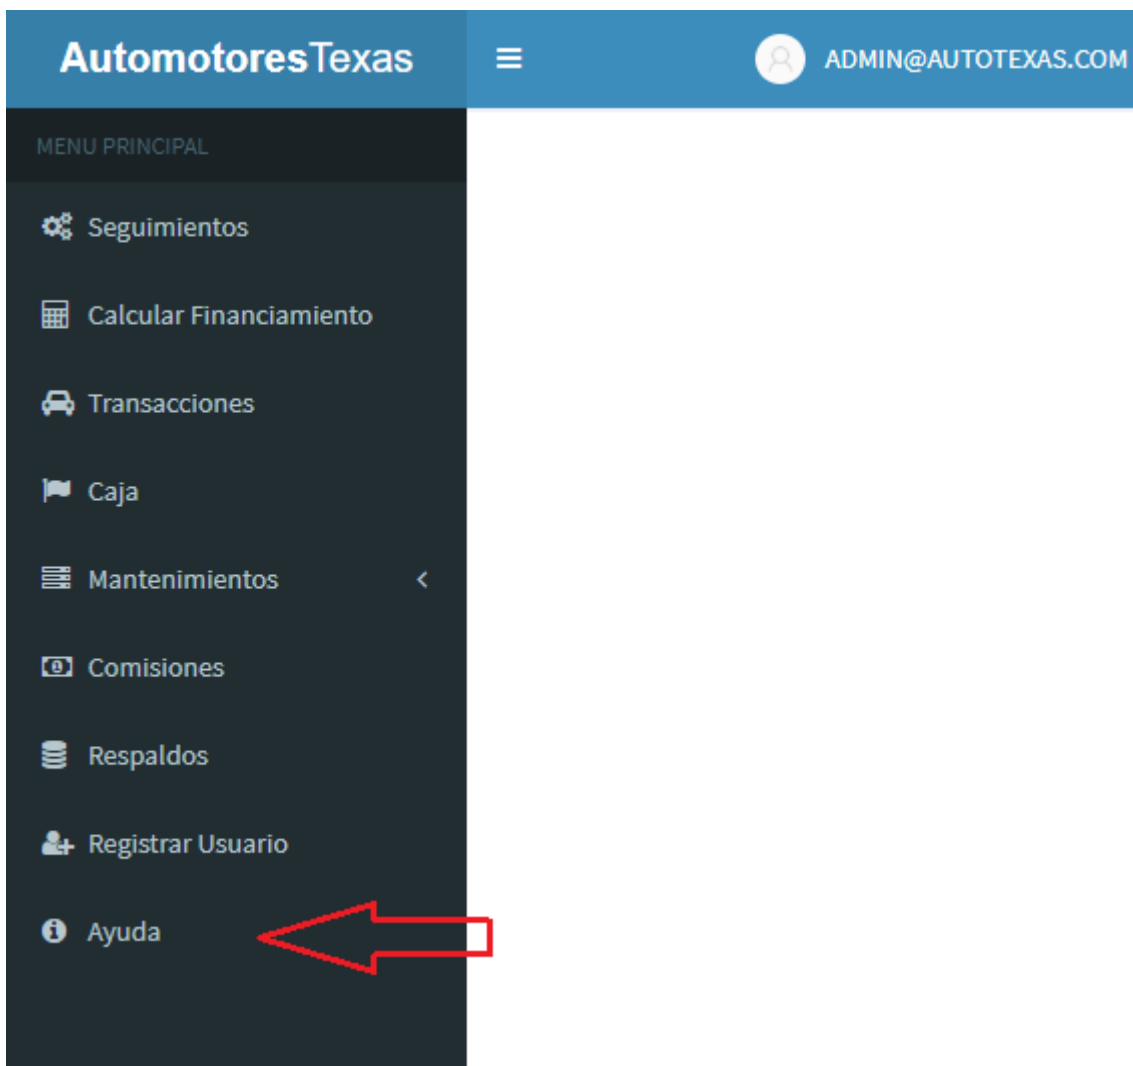 AutomotoresTexas
ADMIN@AUTOTEXAS.COM
MENU PRINCIPAL
Seguimientos
Calcular Financiamiento
Transacciones
Caja
Mantenimientos
Comisiones
Respaldos
Registrar Usuario
Ayuda